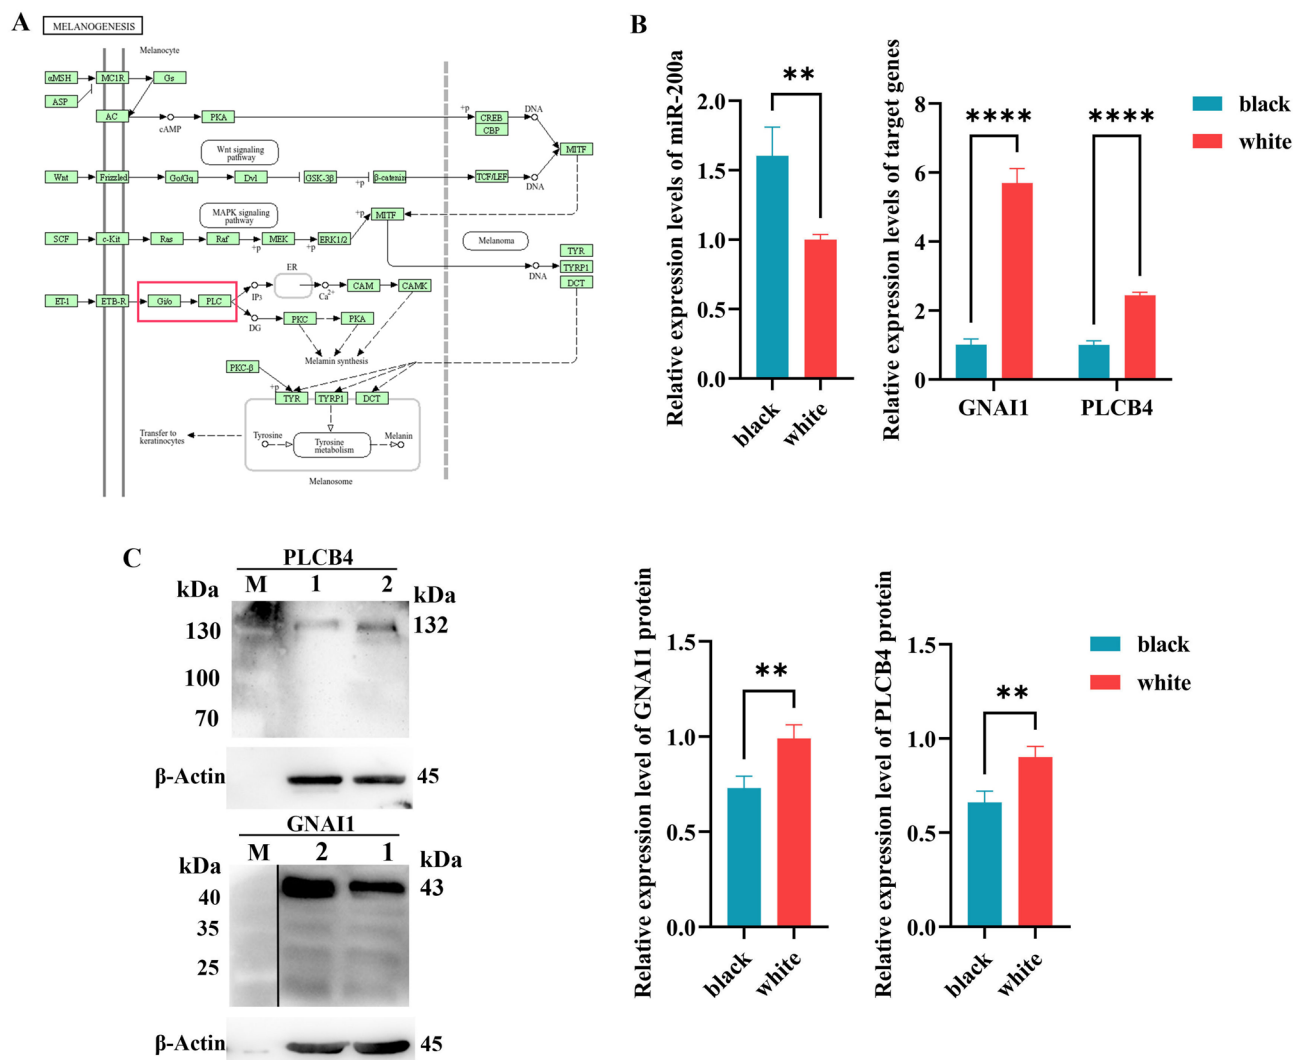 A
MELANOGENESIS
Melanocyte
αMSH MC1R Gs
ASP
AC
cAMP
PKA
+p
CREB
CBP
DNA
MITF
Wnt signaling
pathway
Wnt Frizzled Go/Gq Dvl GSK-3β β-catenin TCF/LEF
+p
DNA
MAPK signaling
pathway
+p
MITF
SCF c-Kit Ras Raf MEK ERK1/2
+p +p
Melanoma
TYR
TYRP1
DCT
DNA
ER
ET-1 ETB-R Gi/o PLC
IP3
Ca2+
CAM CAMK
DG
PKC PKA
Melamin synthesis
PKC-β
+p
TYR TYRP1 DCT
Transfer to
keratinocytes
Tyrosine
Tyrosine
metabolism
Melanin
Melanosome
B
Relative expression levels of miR-200a
2.0
1.5
1.0
0.5
0.0
**
black
white
Relative expression levels of target genes
8
6
4
2
0
**** ****
GNAI1 PLCB4
black
white
C
PLCB4
kDa M 1 2 kDa
130
100
70
132
β-Actin 45
GNAI1
kDa M 2 1 kDa
40
35
25
43
β-Actin 45
Relative expression level of GNAI1 protein
1.5
1.0
0.5
0.0
**
black
white
Relative expression level of PLCB4 protein
1.5
1.0
0.5
0.0
**
black
white
black
white